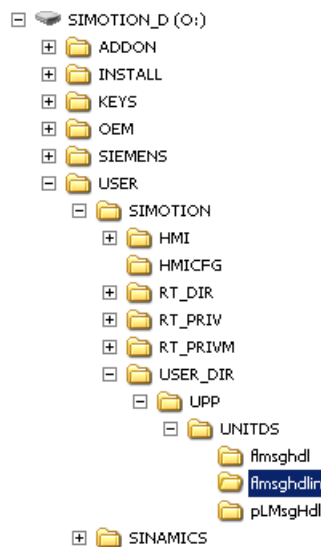 SIMOTION_D (O:)
ADDON
INSTALL
KEYS
OEM
SIEMENS
USER
SIMOTION
HMI
HMICFG
RT_DIR
RT_PRIV
RT_PRIVM
USER_DIR
UPP
UNITDS
flmsghdl
flmsghdlin
pLMsgHdl
SINAMICS